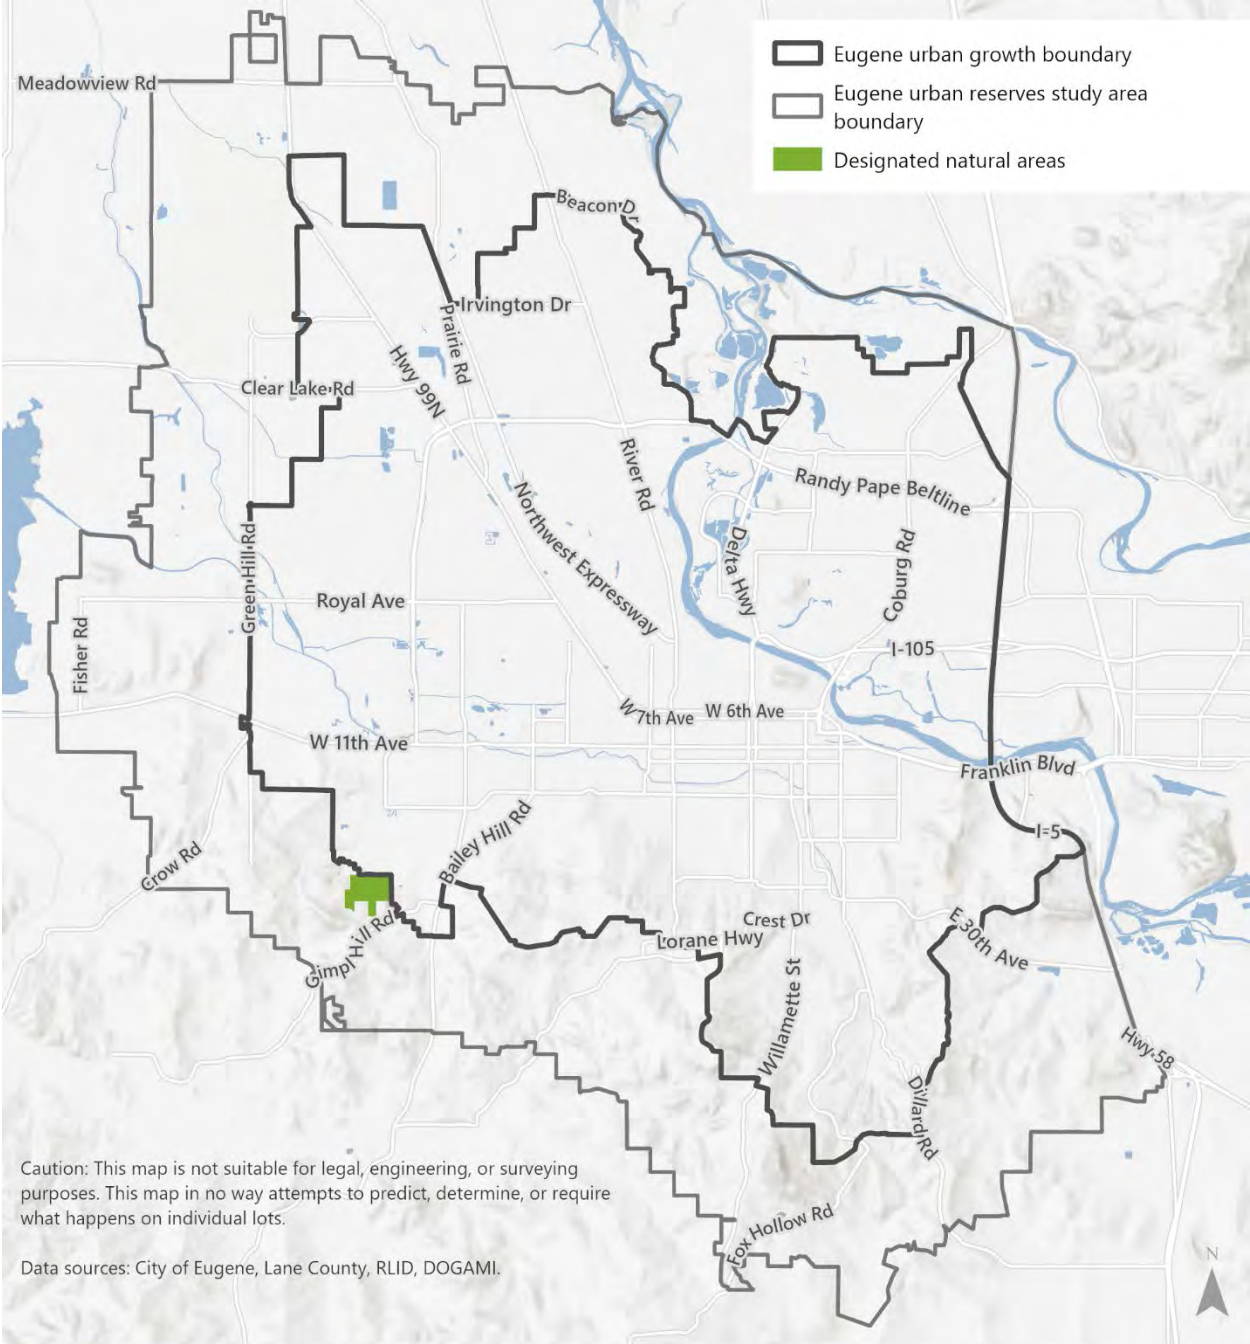 Eugene urban growth boundary
Eugene urban reserves study area
boundary
Designated natural areas
Meadowview Rd
Beacon Dr
Irvington Dr
Prairie Rd
Hwy 99N
Clear Lake Rd
River Rd
Randy Pape Beltline
Northwest Expressway
Delta Hwy
Coburg Rd
Green Hill Rd
Royal Ave
Fisher Rd
I-105
W 7th Ave
W 6th Ave
W 11th Ave
Franklin Blvd
I-5
Bailey Hill Rd
Crow Rd
Gimpl Hill Rd
Crest Dr
Lorane Hwy
E 30th Ave
Willamette St
Hwy 58
Dillard Rd
Fox Hollow Rd
Caution: This map is not suitable for legal, engineering, or surveying
purposes. This map in no way attempts to predict, determine, or require
what happens on individual lots.
Data sources: City of Eugene, Lane County, RLID, DOGAMI.
N